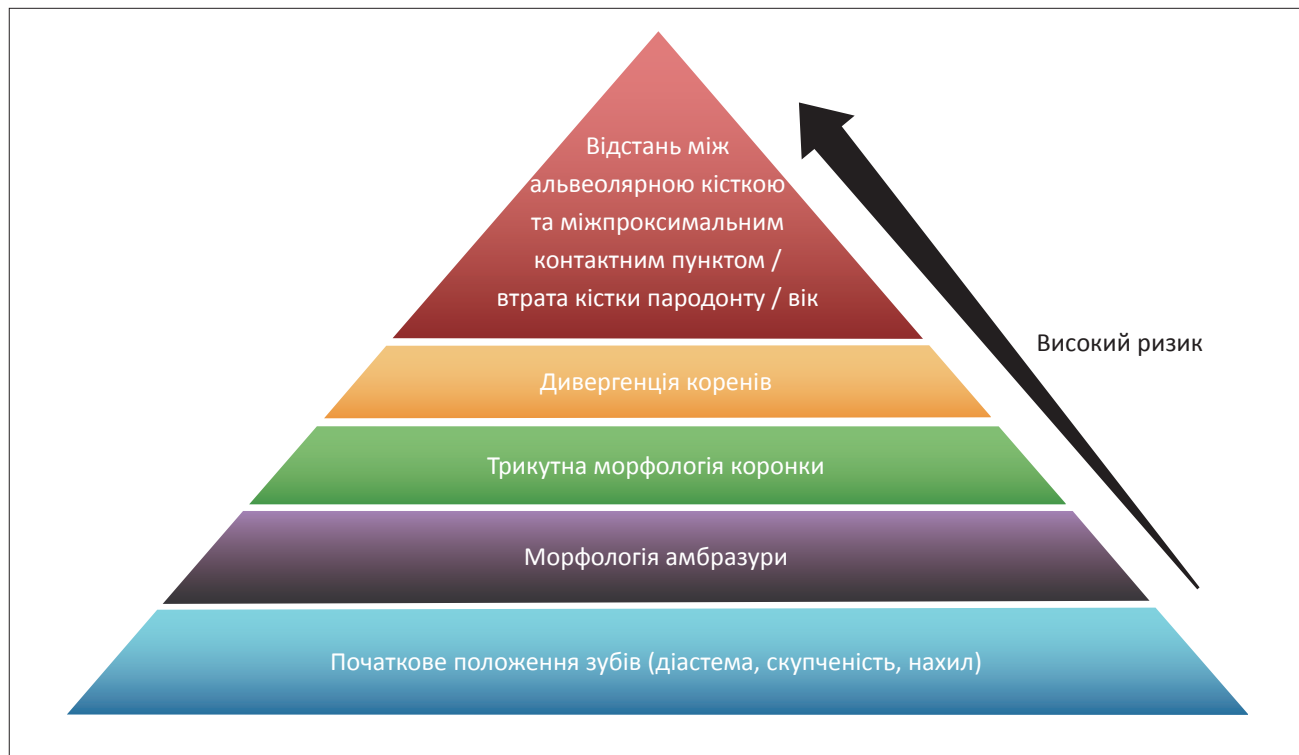 Відстань між
альвеолярною кісткою
та міжпроксимальним
контактним пунктом /
втрата кістки пародонту / вік
Високий ризик
Дивергенція коренів
Трикутна морфологія коронки
Морфологія амбразури
Початкове положення зубів (діастема, скупченість, нахил)